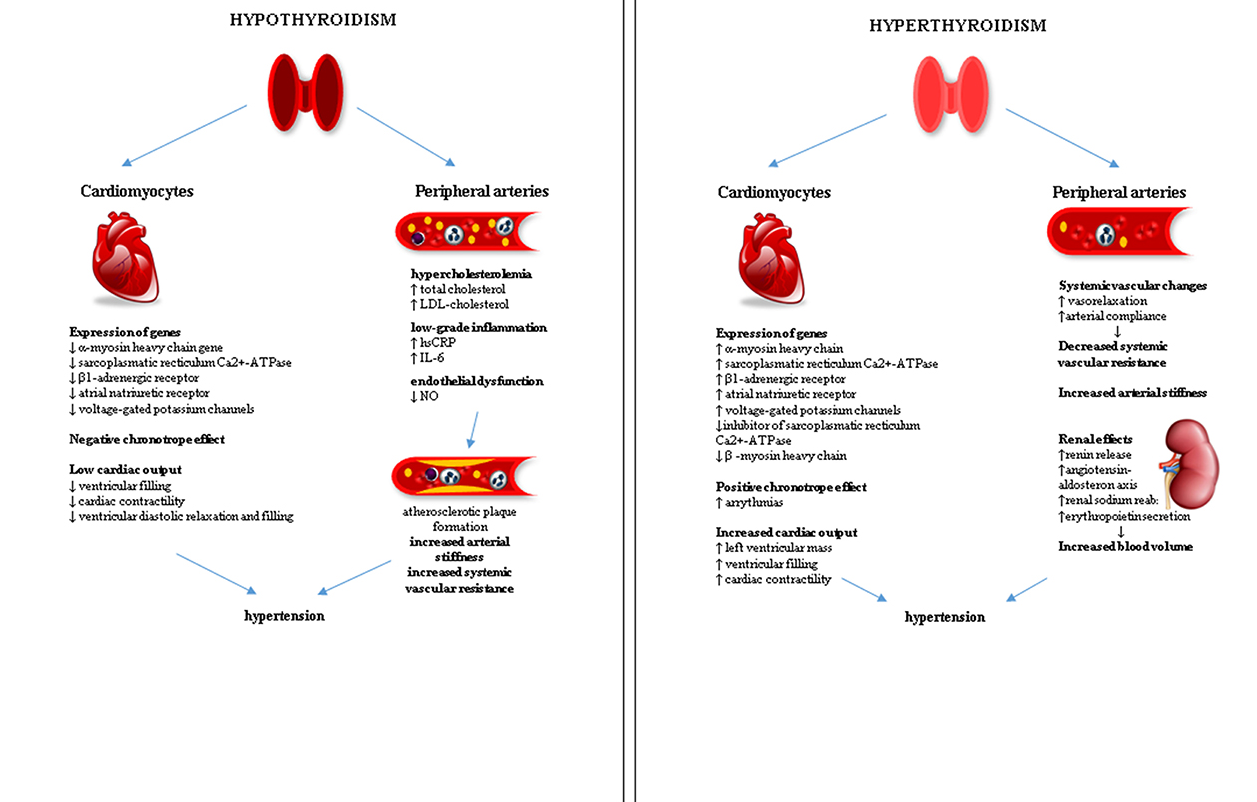 HYPOTHYROIDISM
Cardiomyocytes
Expression of genes
↓ α-myosin heavy chain gene
↓ sarcoplasmatic recticulum Ca2+-ATPase
↓ β1-adrenergic receptor
↓ atrial natriuretic receptor
↓ voltage-gated potassium channels
Negative chronotrope effect
Low cardiac output
↓ ventricular filling
↓ cardiac contractility
↓ ventricular diastolic relaxation and filling
Peripheral arteries
hypercholesterolemia
↑ total cholesterol
↑ LDL-cholesterol
low-grade inflammation
↑ hsCRP
↑ IL-6
endothelial dysfunction
↓ NO
atherosclerotic plaque
formation
increased arterial
stiffness
increased systemic
vascular resistance
hypertension
HYPERTHYROIDISM
Cardiomyocytes
Expression of genes
↑ α-myosin heavy chain
↑ sarcoplasmatic recticulum Ca2+-ATPase
↑ β1-adrenergic receptor
↑ atrial natriuretic receptor
↑ voltage-gated potassium channels
↓inhibitor of sarcoplasmatic recticulum
Ca2+-ATPase
↓ β -myosin heavy chain
Positive chronotrope effect
↑ arrythmias
Increased cardiac output
↑ left ventricular mass
↑ ventricular filling
↑ cardiac contractility
Peripheral arteries
Systemic vascular changes
↑ vasorelaxation
↑arterial compliance
↓
Decreased systemic
vascular resistance
Increased arterial stiffness
Renal effects
↑renin release
↑angiotensin-
aldosteron axis
↑renal sodium reab:
↑erythropoietin secretion
↓
Increased blood volume
hypertension